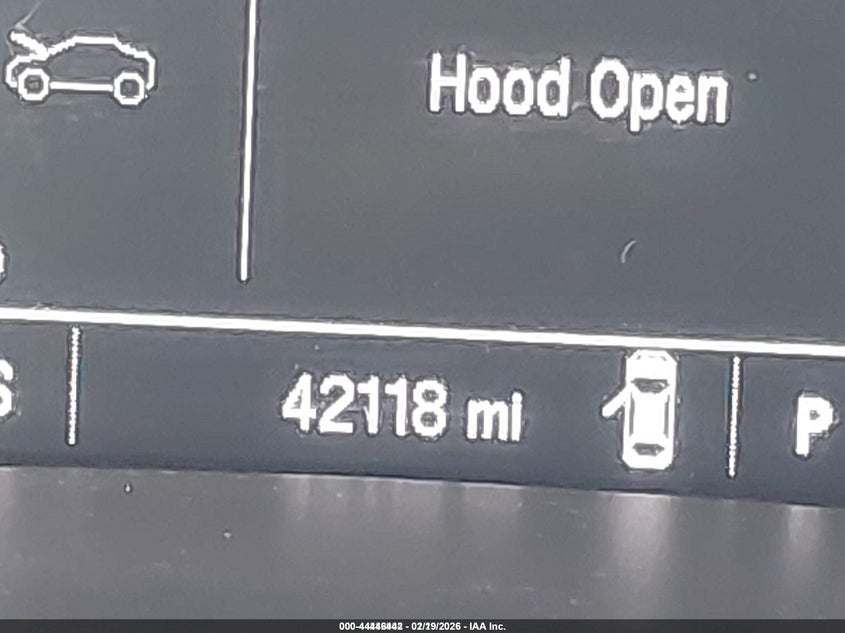 Hood Open
42118 mi
P
02/19/2026 - IAA Inc.